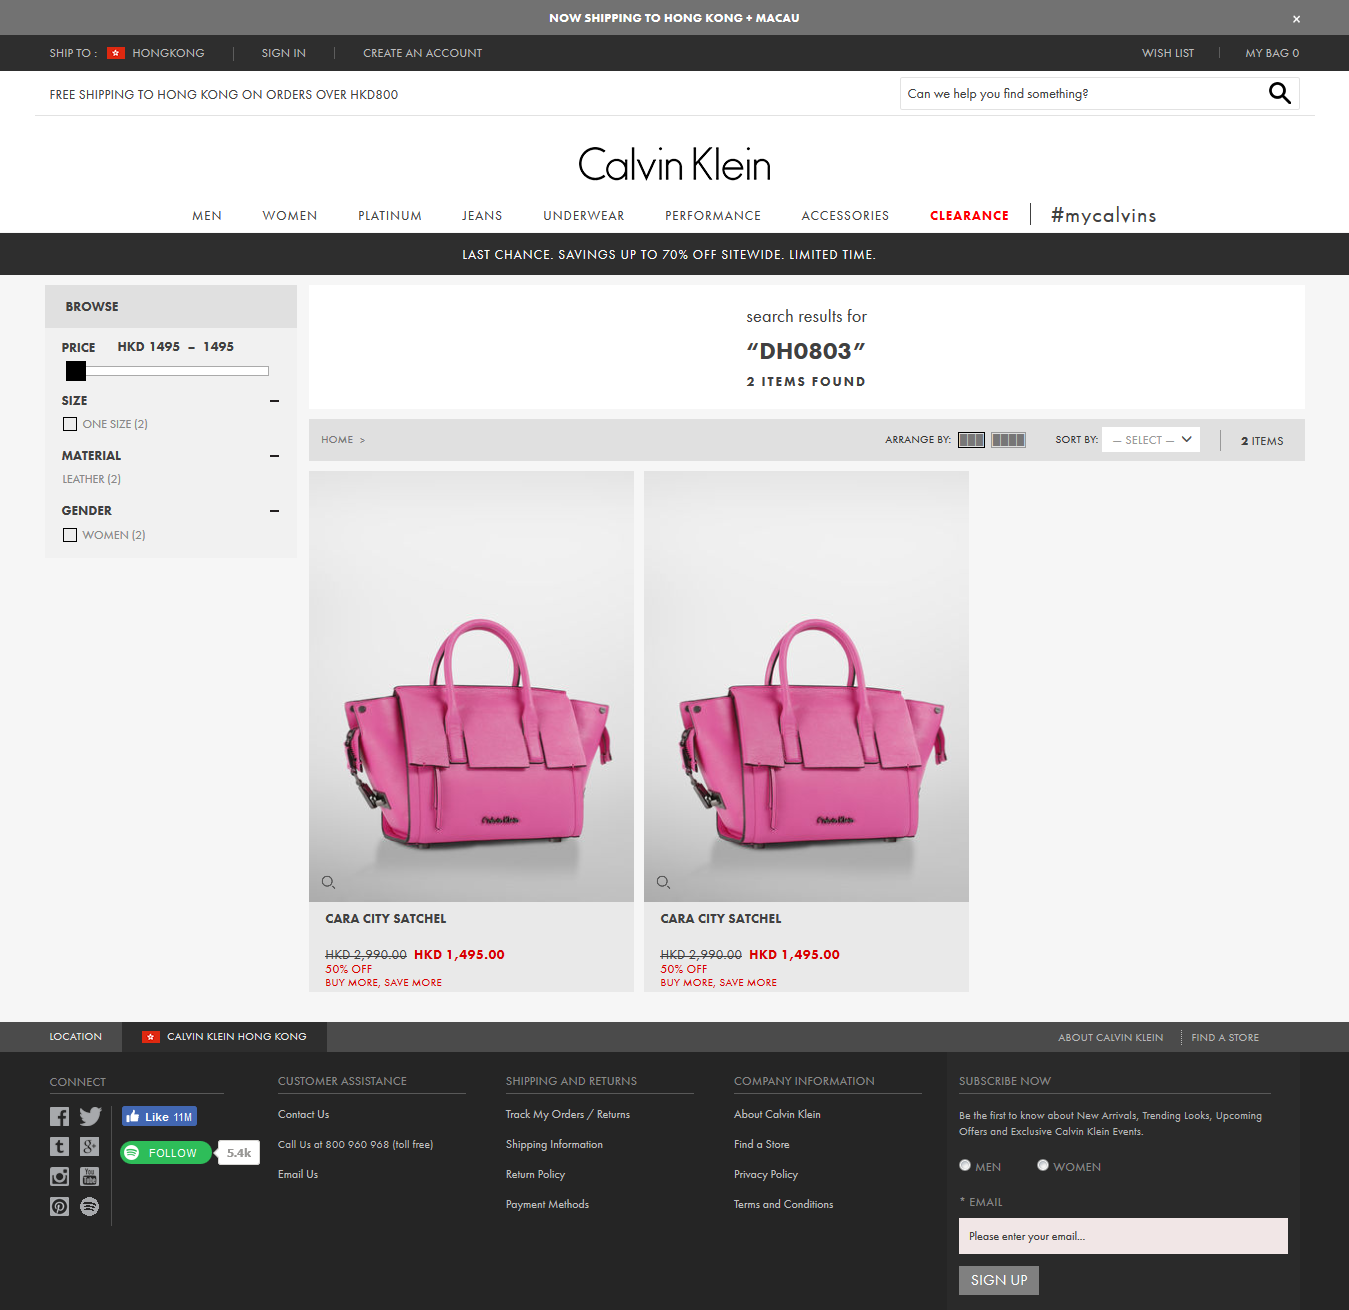 NOW SHIPPING TO HONG KONG + MACAU
×
SHIP TO : HONGKONG
SIGN IN
CREATE AN ACCOUNT
WISH LIST
MY BAG 0
FREE SHIPPING TO HONG KONG ON ORDERS OVER HKD800
Can we help you find something?
Calvin Klein
MEN WOMEN PLATINUM JEANS UNDERWEAR PERFORMANCE ACCESSORIES CLEARANCE #mycalvins
LAST CHANCE. SAVINGS UP TO 70% OFF SITEWIDE. LIMITED TIME.
BROWSE
PRICE HKD 1495 – 1495
SIZE
ONE SIZE (2)
MATERIAL
LEATHER (2)
GENDER
WOMEN (2)
search results for
“DH0803”
2 ITEMS FOUND
HOME >
ARRANGE BY:
SORT BY: — SELECT —
2 ITEMS
Calvin Klein
Calvin Klein
CARA CITY SATCHEL
HKD 2,990.00 HKD 1,495.00
50% OFF
BUY MORE, SAVE MORE
CARA CITY SATCHEL
HKD 2,990.00 HKD 1,495.00
50% OFF
BUY MORE, SAVE MORE
LOCATION
CALVIN KLEIN HONG KONG
ABOUT CALVIN KLEIN
FIND A STORE
CONNECT
Like 11M
FOLLOW 5.4k
You Tube
CUSTOMER ASSISTANCE
Contact Us
Call Us at 800 960 968 (toll free)
Email Us
SHIPPING AND RETURNS
Track My Orders / Returns
Shipping Information
Return Policy
Payment Methods
COMPANY INFORMATION
About Calvin Klein
Find a Store
Privacy Policy
Terms and Conditions
SUBSCRIBE NOW
Be the first to know about New Arrivals, Trending Looks, Upcoming
Offers and Exclusive Calvin Klein Events.
MEN WOMEN
* EMAIL
Please enter your email...
SIGN UP